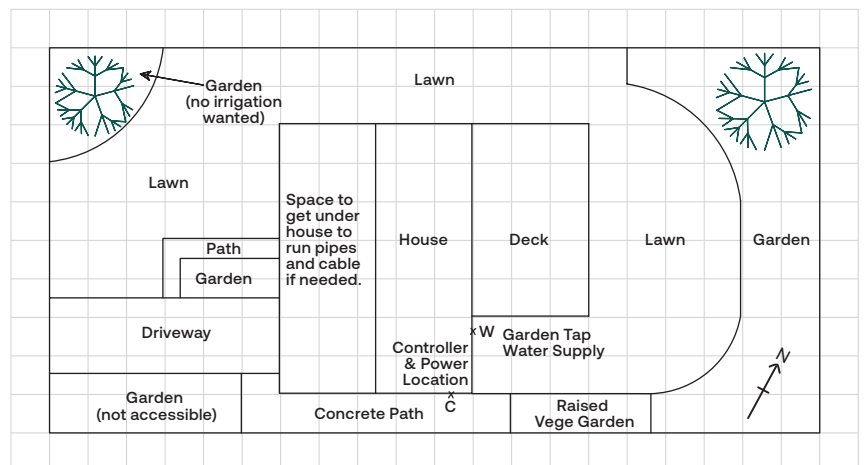 Lawn
Garden
(no irrigation
wanted)
Lawn
Space to
get under
house to
run pipes
and cable
if needed.
House
Deck
Lawn
Garden
Path
Garden
Driveway
x W
Garden Tap
Water Supply
Controller
& Power
Location
x
C
N
Garden
(not accessible)
Concrete Path
Raised
Vege Garden